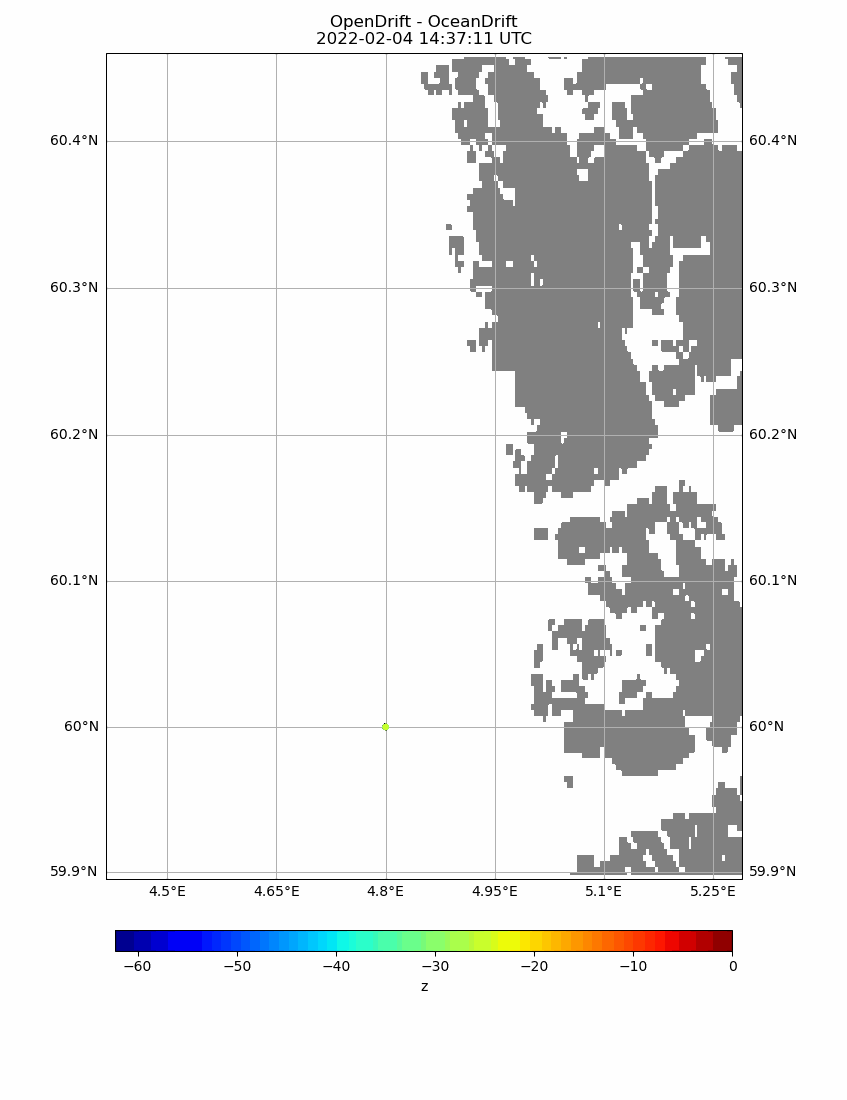 OpenDrift - OceanDrift
2022-02-04 14:37:11 UTC
60.4°N 60.4°N
60.3°N 60.3°N
60.2°N 60.2°N
60.1°N 60.1°N
60°N 60°N
59.9°N 59.9°N
4.5°E 4.65°E 4.8°E 4.95°E 5.1°E 5.25°E
−60 −50 −40 −30 −20 −10 0
z